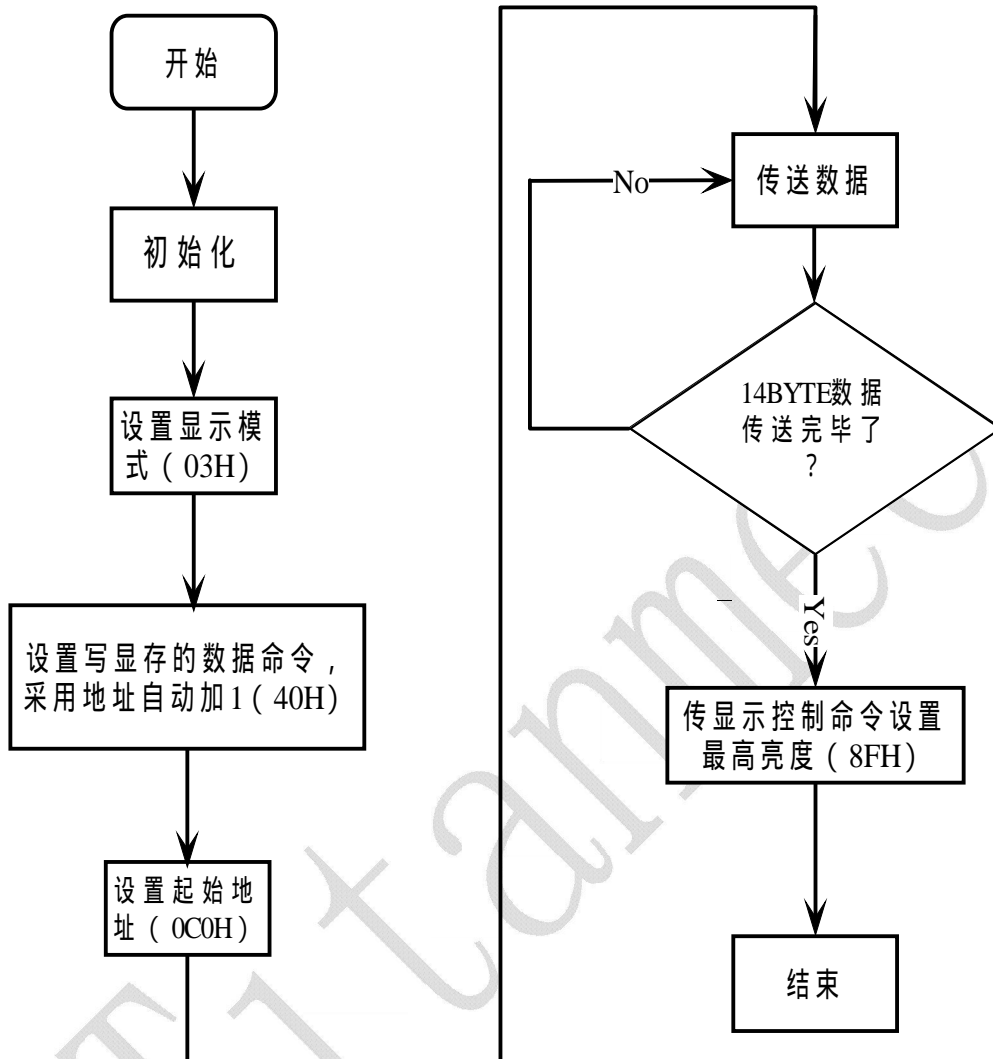 开始
初始化
设置显示模
式（03H）
设置写显存的数据命令，
采用地址自动加1（40H）
设置起始地
址（0C0H）
传送数据
No
14BYTE数据
传送完毕了
？
Yes
传显示控制命令设置
最高亮度（8FH）
结束